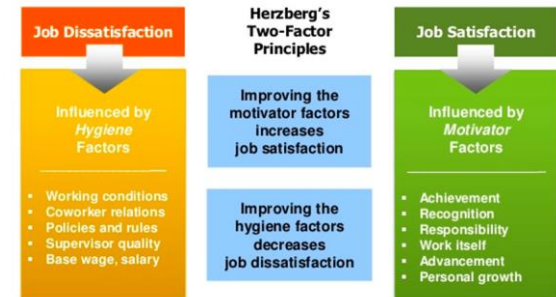 Job Dissatisfaction
Influenced by
Hygiene
Factors
▪ Working conditions
▪ Coworker relations
▪ Policies and rules
▪ Supervisor quality
▪ Base wage, salary
Herzberg's
Two-Factor
Principles
Improving the
motivator factors
increases
job satisfaction
Improving the
hygiene factors
decreases
job dissatisfaction
Job Satisfaction
Influenced by
Motivator
Factors
▪ Achievement
▪ Recognition
▪ Responsibility
▪ Work itself
▪ Advancement
▪ Personal growth